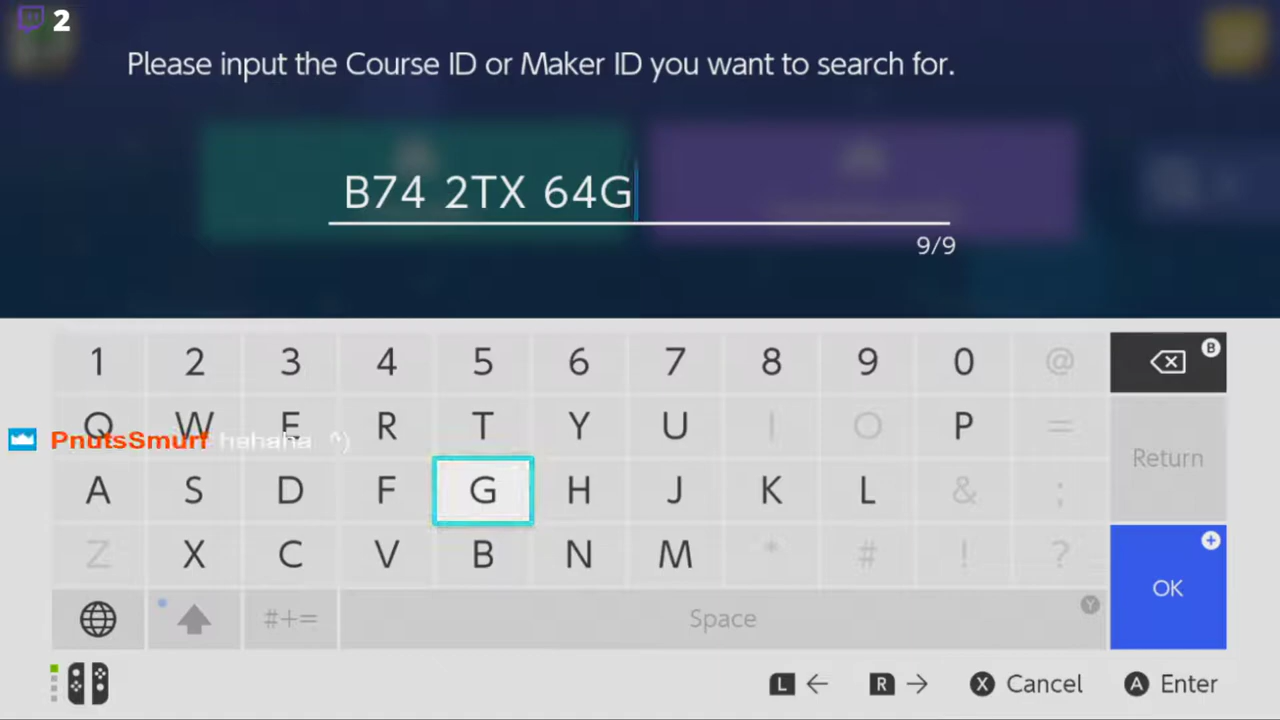 2
Please input the Course ID or Maker ID you want to search for.
B74 2TX 64G
9/9
1 2 3 4 5 6 7 8 9 0 @
B
Q W E R T Y U I O P =
PnutsSmurf hahaha ^)
Return
A S D F G H J K L & ;
Z X C V B N M * # ! ?
+
OK
#+= Space Y
L ← R → X Cancel A Enter